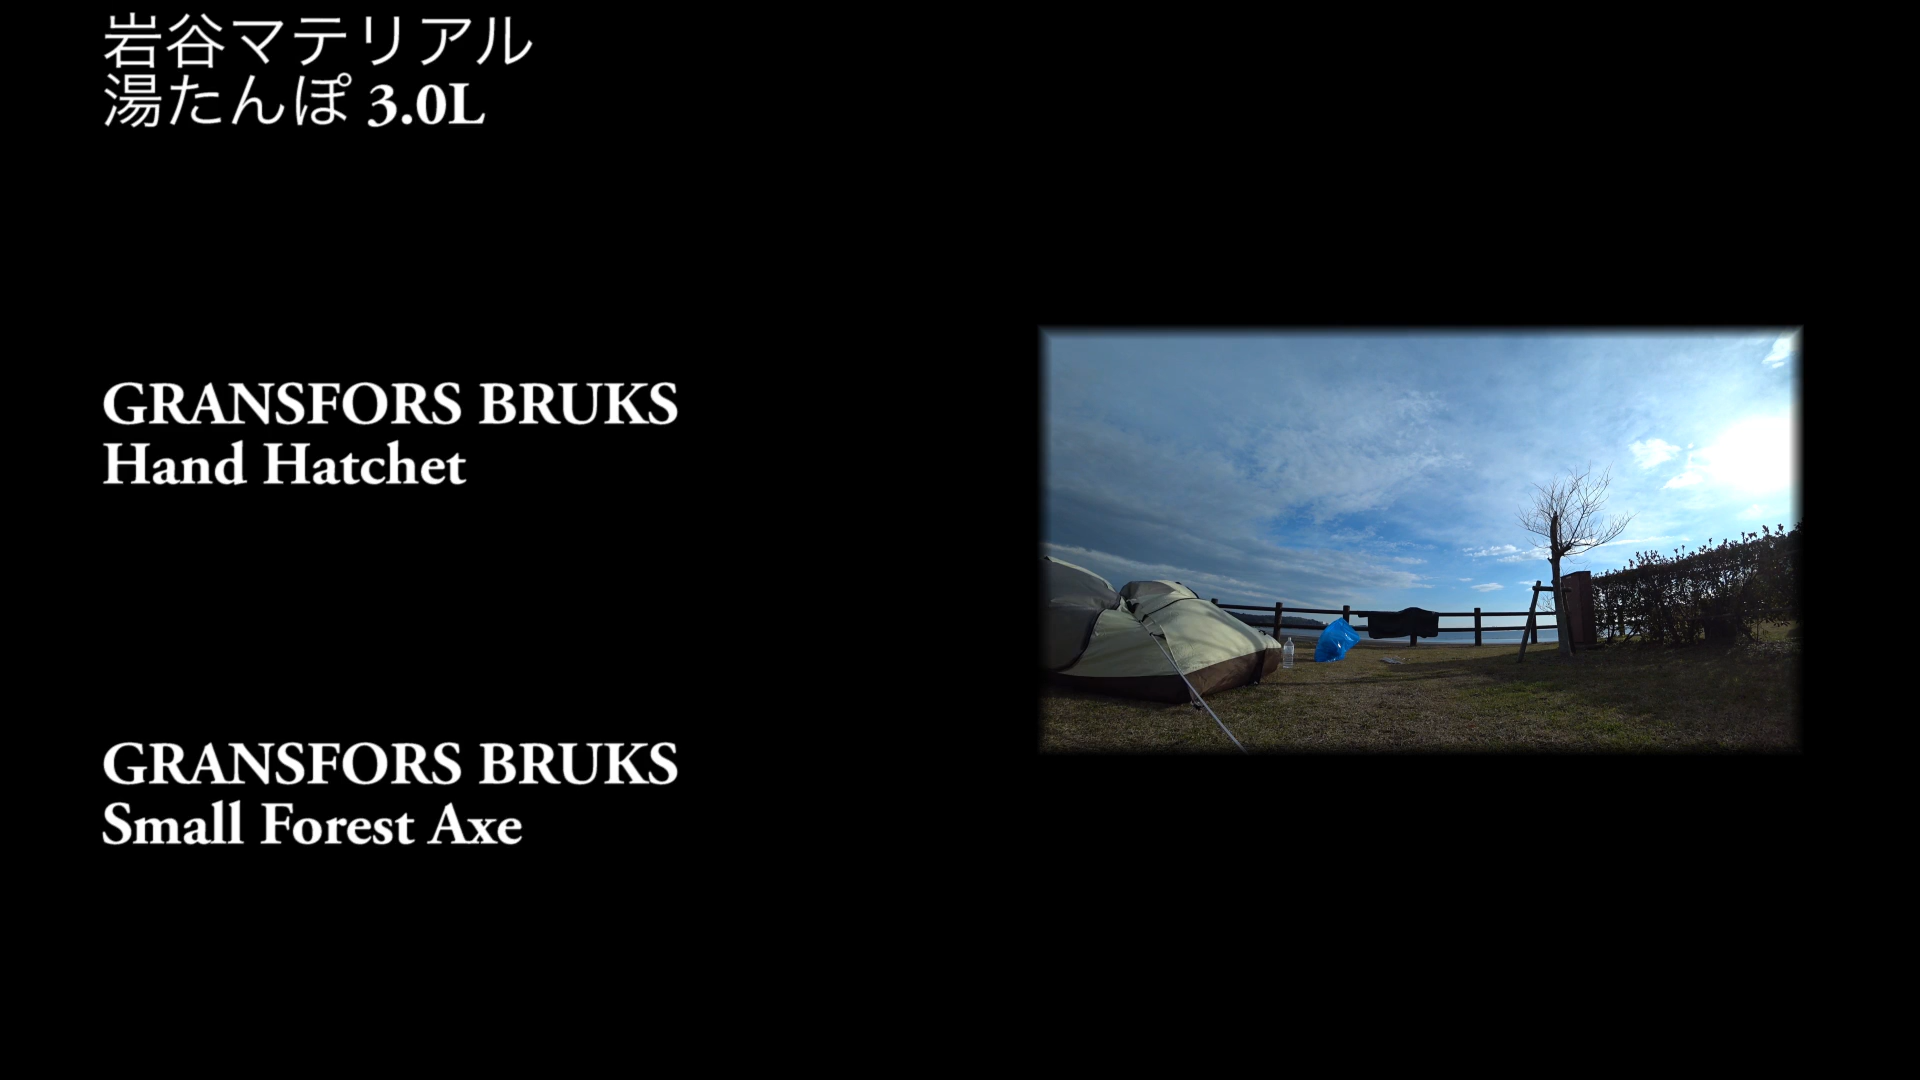 岩谷マテリアル
湯たんぽ 3.0L
GRANSFORS BRUKS
Hand Hatchet
GRANSFORS BRUKS
Small Forest Axe